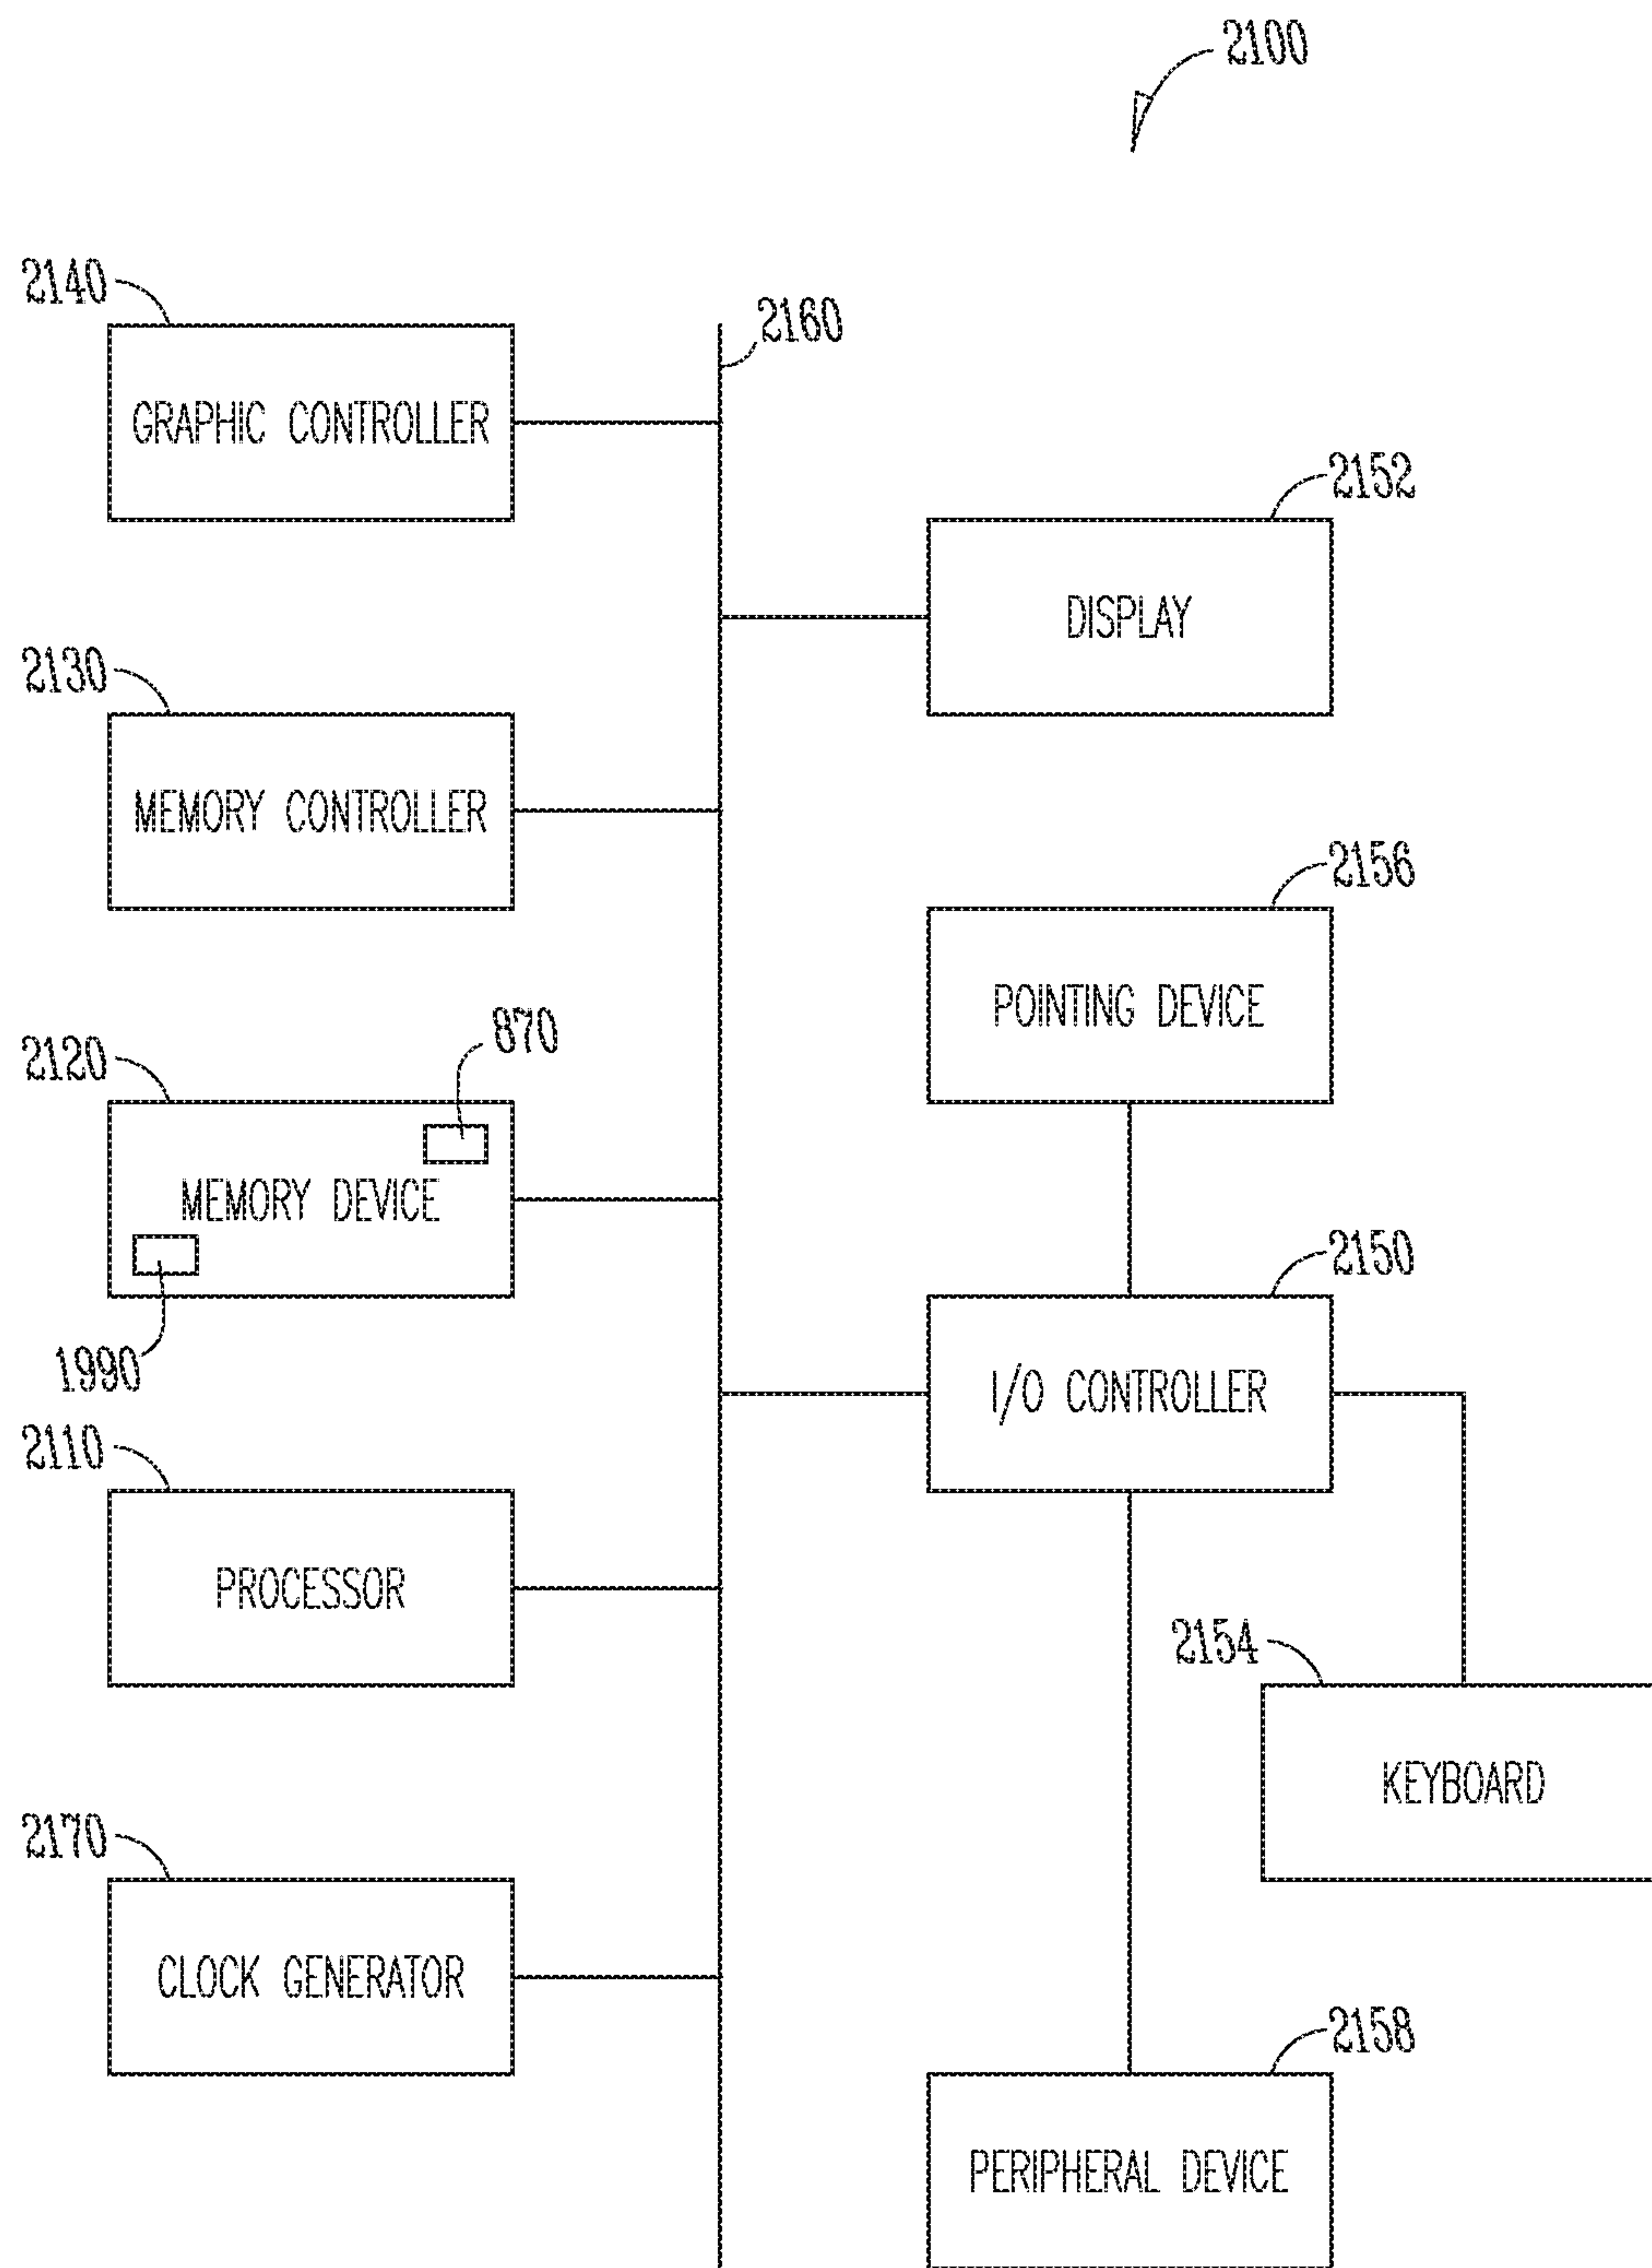 2100
2140
2160
GRAPHIC CONTROLLER
2152
DISPLAY
2130
MEMORY CONTROLLER
2156
POINTING DEVICE
870
2120
MEMORY DEVICE
2150
1990
I/O CONTROLLER
2110
PROCESSOR
2154
KEYBOARD
2170
CLOCK GENERATOR
2158
PERIPHERAL DEVICE